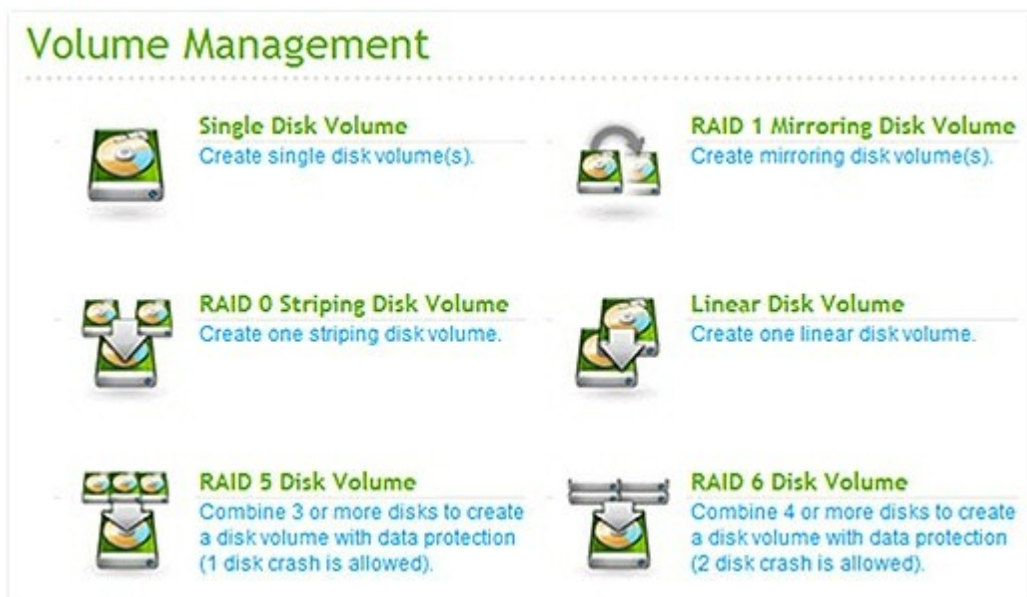 Volume Management
Single Disk Volume
Create single disk volume(s).
RAID 1 Mirroring Disk Volume
Create mirroring disk volume(s).
RAID 0 Striping Disk Volume
Create one striping disk volume.
Linear Disk Volume
Create one linear disk volume.
RAID 5 Disk Volume
Combine 3 or more disks to create
a disk volume with data protection
(1 disk crash is allowed).
RAID 6 Disk Volume
Combine 4 or more disks to create
a disk volume with data protection
(2 disk crash is allowed).